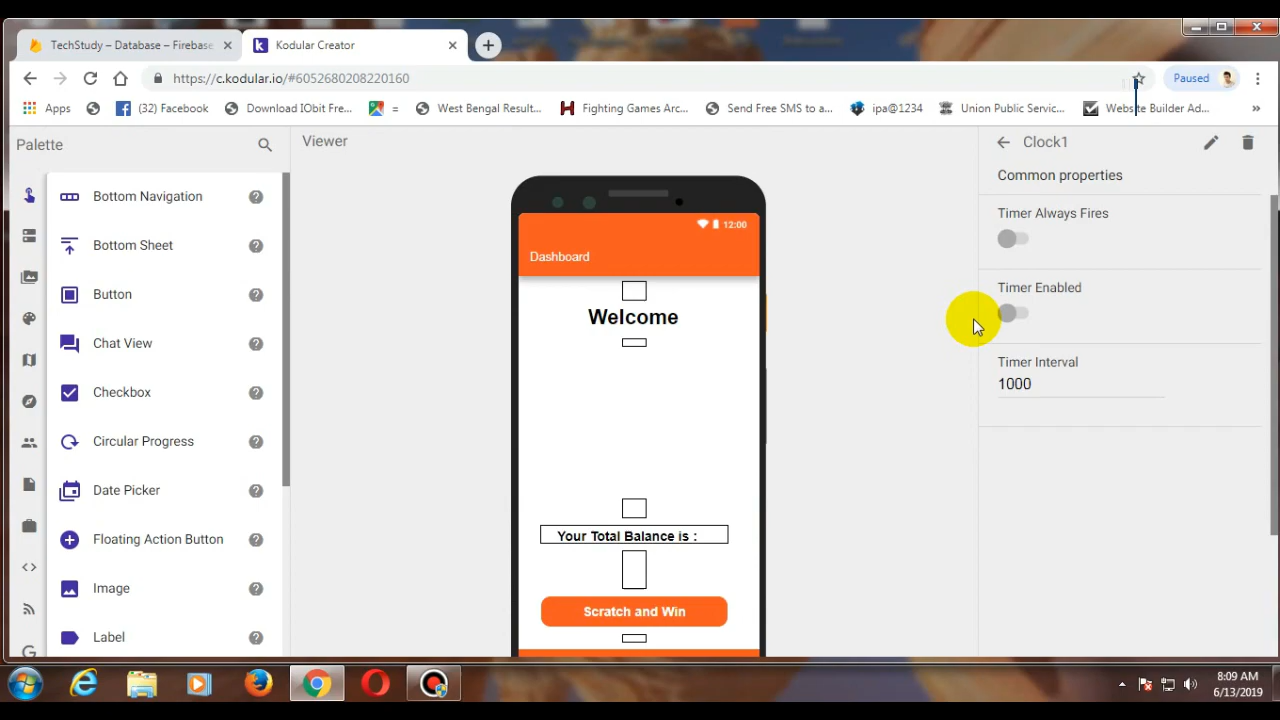 TechStudy – Database – Firebase
Kodular Creator
https://c.kodular.io/#6052680208220160
Paused
Apps
(32) Facebook
Download IObit Fre...
=
West Bengal Result...
Fighting Games Arc...
Send Free SMS to a...
ipa@1234
Union Public Servic...
Website Builder Ad...
»
Palette
Viewer
Clock1
Common properties
Bottom Navigation
Bottom Sheet
Button
Chat View
Checkbox
Circular Progress
Date Picker
Floating Action Button
Image
Label
12:00
Dashboard
Welcome
Your Total Balance is :
Scratch and Win
Timer Always Fires
Timer Enabled
Timer Interval
1000
8:09 AM
6/13/2019